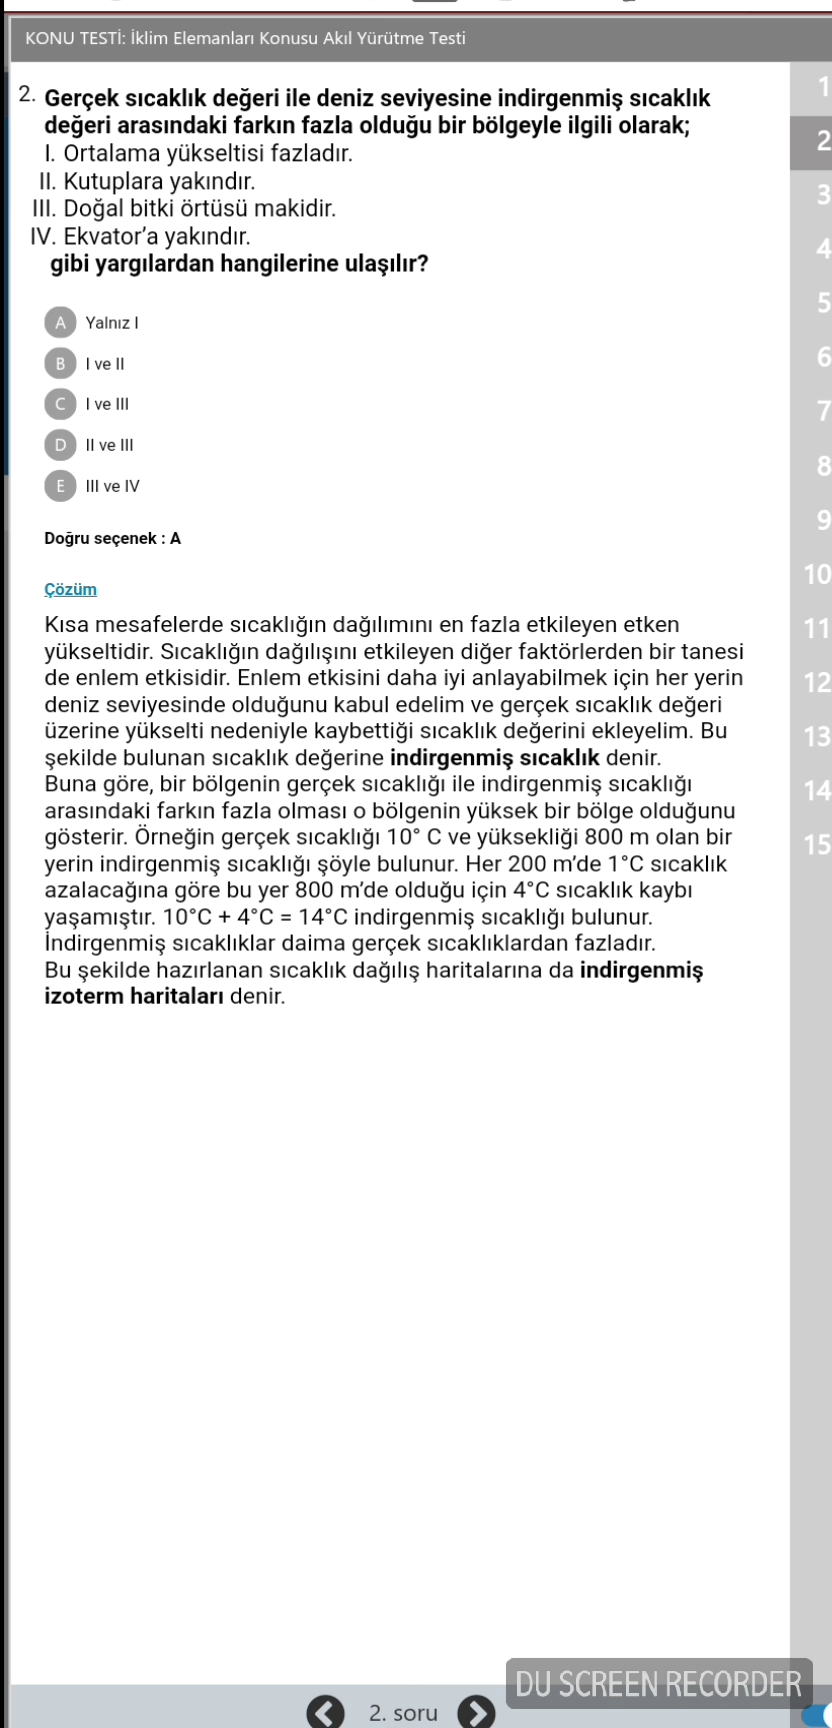 KONU TESTİ: İklim Elemanları Konusu Akıl Yürütme Testi
2. Gerçek sıcaklık değeri ile deniz seviyesine indirgenmiş sıcaklık
değeri arasındaki farkın fazla olduğu bir bölgeyle ilgili olarak;
I. Ortalama yükseltisi fazladır.
II. Kutuplara yakındır.
III. Doğal bitki örtüsü makidir.
IV. Ekvator’a yakındır.
gibi yargılardan hangilerine ulaşılır?
A Yalnız I
B I ve II
C I ve III
D II ve III
E III ve IV
Doğru seçenek : A
Çözüm
Kısa mesafelerde sıcaklığın dağılımını en fazla etkileyen etken
yükseltidir. Sıcaklığın dağılışını etkileyen diğer faktörlerden bir tanesi
de enlem etkisidir. Enlem etkisini daha iyi anlayabilmek için her yerin
deniz seviyesinde olduğunu kabul edelim ve gerçek sıcaklık değeri
üzerine yükselti nedeniyle kaybettiği sıcaklık değerini ekleyelim. Bu
şekilde bulunan sıcaklık değerine indirgenmiş sıcaklık denir.
Buna göre, bir bölgenin gerçek sıcaklığı ile indirgenmiş sıcaklığı
arasındaki farkın fazla olması o bölgenin yüksek bir bölge olduğunu
gösterir. Örneğin gerçek sıcaklığı 10° C ve yüksekliği 800 m olan bir
yerin indirgenmiş sıcaklığı şöyle bulunur. Her 200 m’de 1°C sıcaklık
azalacağına göre bu yer 800 m’de olduğu için 4°C sıcaklık kaybı
yaşamıştır. 10°C + 4°C = 14°C indirgenmiş sıcaklığı bulunur.
İndirgenmiş sıcaklıklar daima gerçek sıcaklıklardan fazladır.
Bu şekilde hazırlanan sıcaklık dağılış haritalarına da indirgenmiş
izoterm haritaları denir.
1
2
3
4
5
6
7
8
9
10
11
12
13
14
15
DU SCREEN RECORDER
2. soru